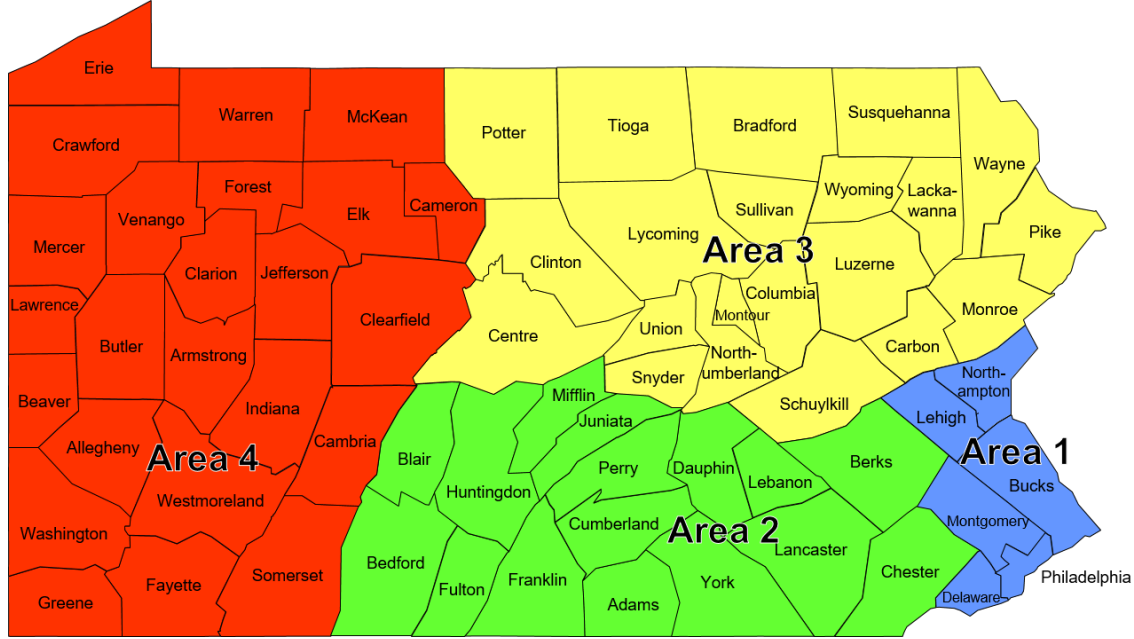 Erie
Warren
McKean
Potter
Tioga
Bradford
Susquehanna
Crawford
Wayne
Forest
Elk
Cameron
Venango
Wyoming
Lacka-
wanna
Sullivan
Pike
Mercer
Clarion
Jefferson
Clinton
Lycoming
Area 3
Luzerne
Lawrence
Clearfield
Columbia
Montour
Monroe
Butler
Armstrong
Centre
Union
North-
umberland
Carbon
Snyder
North-
ampton
Beaver
Indiana
Mifflin
Juniata
Schuylkill
Lehigh
Allegheny
Area 4
Cambria
Blair
Perry
Dauphin
Lebanon
Berks
Area 1
Bucks
Westmoreland
Huntingdon
Washington
Cumberland
Area 2
Lancaster
Montgomery
Bedford
Fulton
Franklin
Adams
York
Chester
Philadelphia
Delaware
Greene
Fayette
Somerset